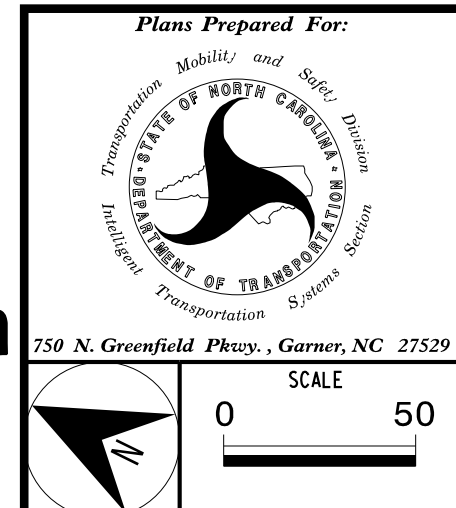 Plans Prepared For:
Transportation Mobility and Safety Division
STATE OF NORTH CAROLINA
DEPARTMENT OF TRANSPORTATION
Intelligent Transportation Systems Section
750 N. Greenfield Pkwy. , Garner, NC 27529
N
SCALE
0 50